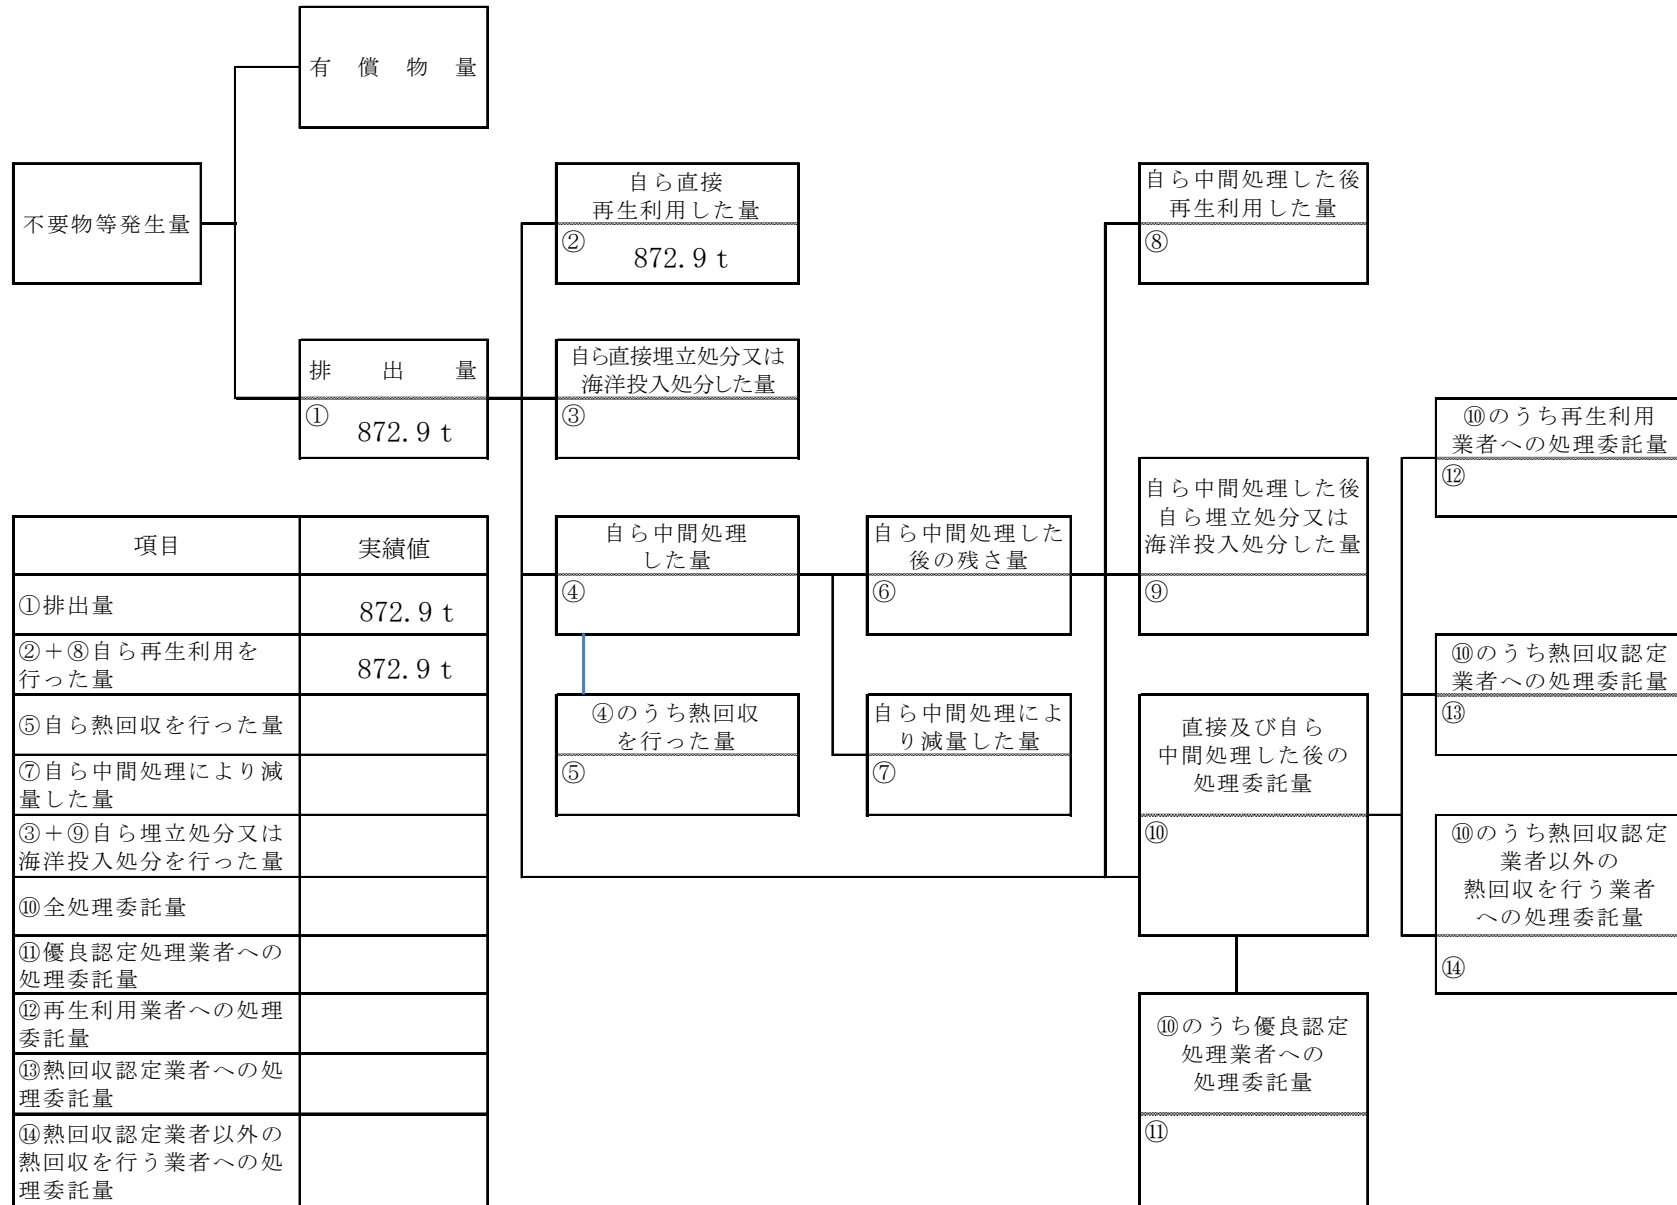 有償物量
不要物等発生量
自ら直接
再生利用した量
②
872.9 t
自ら中間処理した後
再生利用した量
⑧
排出量
①
872.9 t
自ら直接埋立処分又は
海洋投入処分した量
③
⑩のうち再生利用
業者への処理委託量
⑫
自ら中間処理した後
自ら埋立処分又は
海洋投入処分した量
⑨
自ら中間処理
した量
④
自ら中間処理した
後の残さ量
⑥
⑩のうち熱回収認定
業者への処理委託量
⑬
④のうち熱回収
を行った量
⑤
自ら中間処理によ
り減量した量
⑦
直接及び自ら
中間処理した後の
処理委託量
⑩
⑩のうち熱回収認定
業者以外の
熱回収を行う業者
への処理委託量
⑭
⑩のうち優良認定
処理業者への
処理委託量
⑪
項目 実績値
①排出量 872.9 t
②+⑧自ら再生利用を
行った量 872.9 t
⑤自ら熱回収を行った量
⑦自ら中間処理により減
量した量
③+⑨自ら埋立処分又は
海洋投入処分を行った量
⑩全処理委託量
⑪優良認定処理業者への
処理委託量
⑫再生利用業者への処理
委託量
⑬熱回収認定業者への処
理委託量
⑭熱回収認定業者以外の
熱回収を行う業者への処
理委託量